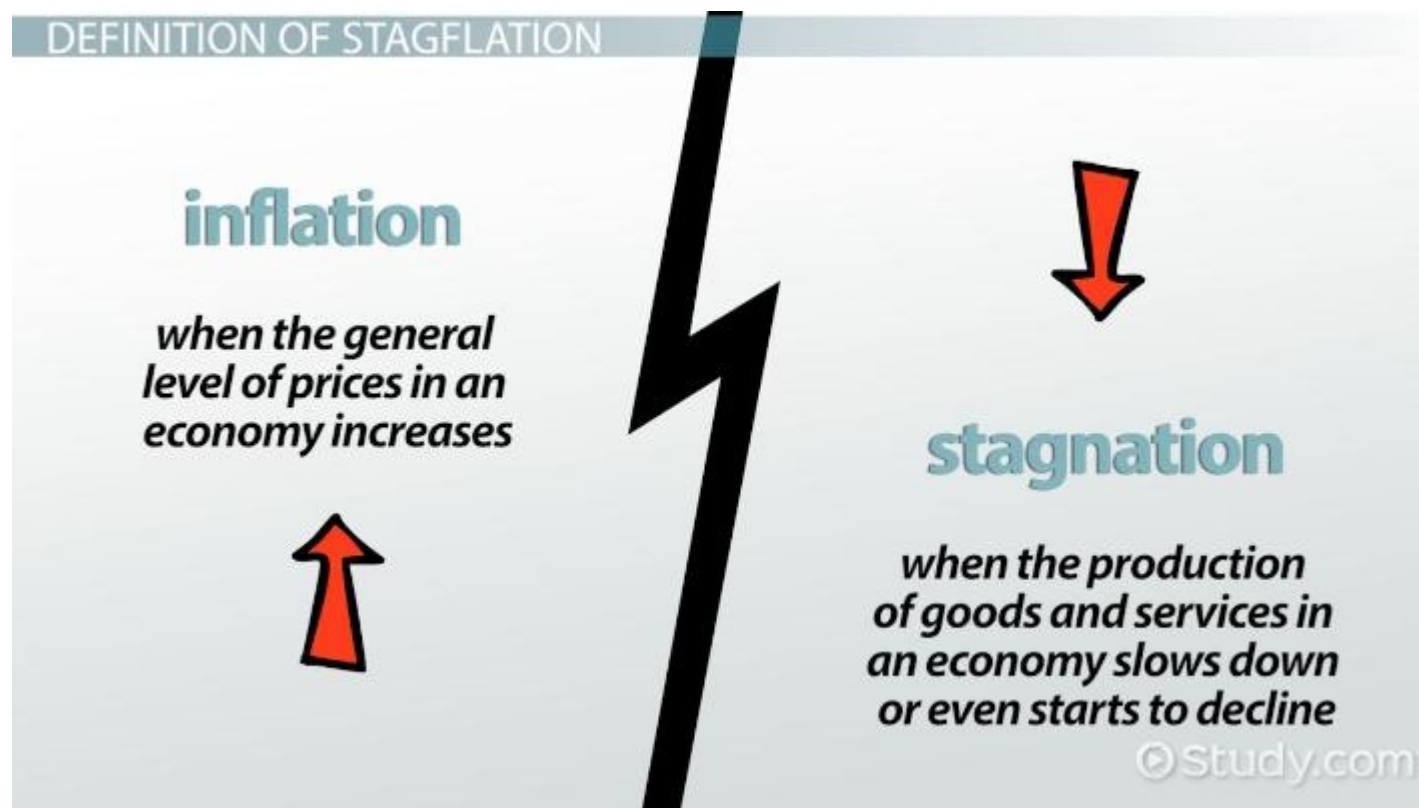 DEFINITION OF STAGFLATION
inflation
when the general
level of prices in an
economy increases
stagnation
when the production
of goods and services in
an economy slows down
or even starts to decline
Study.com